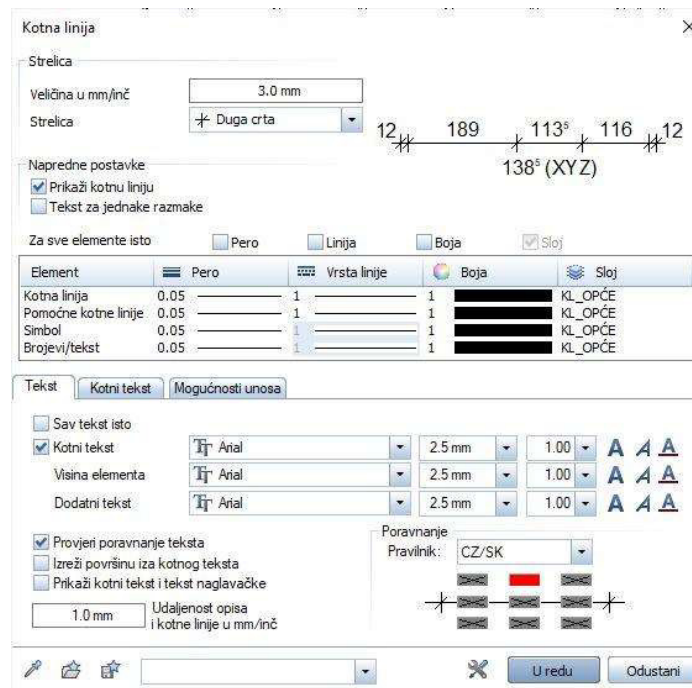 Kotna linija
Strelica
Veličina u mm/inč 3.0 mm
Strelica Duga crta
12 189 113⁵ 116 12
138⁵ (XYZ)
Napredne postavke
Prikaži kotnu liniju
Tekst za jednake razmake
Za sve elemente isto Pero Linija Boja Sloj
Element Pero Vrsta linije Boja Sloj
Kotna linija 0.05 1 1 KL_OPĆE
Pomoćne kotne linije 0.05 1 1 KL_OPĆE
Simbol 0.05 1 1 KL_OPĆE
Brojevi/tekst 0.05 1 1 KL_OPĆE
Tekst Kotni tekst Mogućnosti unosa
Sav tekst isto
Kotni tekst Arial 2.5 mm 1.00 A A A
Visina elementa Arial 2.5 mm 1.00 A A A
Dodatni tekst Arial 2.5 mm 1.00 A A A
Provjeri poravnanje teksta
Izreži površinu iza kotnog teksta
Prikaži kotni tekst i tekst naglavačke
1.0 mm Udaljenost opisa
i kotne linije u mm/inč
Poravnanje
Pravilnik: CZ/SK
U redu Odustani